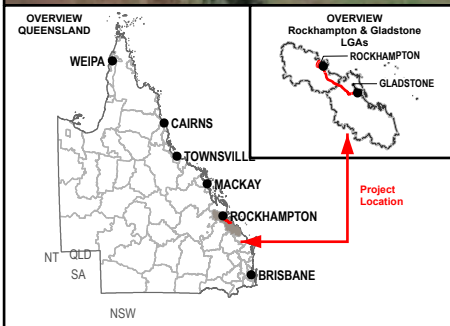 OVERVIEW
QUEENSLAND
WEIPA
CAIRNS
TOWNSVILLE
MACKAY
ROCKHAMPTON
BRISBANE
NT
QLD
SA
NSW
OVERVIEW
Rockhampton & Gladstone
LGAs
ROCKHAMPTON
GLADSTONE
Project
Location